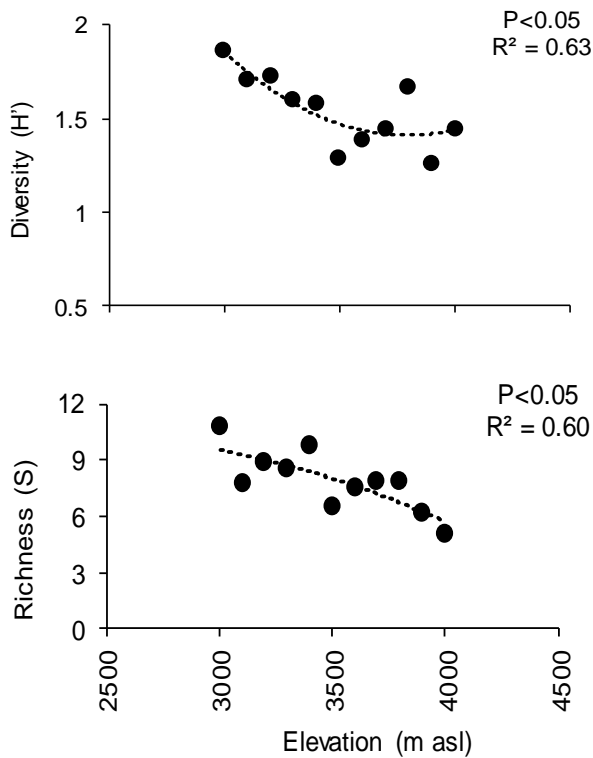 P<0.05
R² = 0.63
Diversity (H')
2
1.5
1
0.5
P<0.05
R² = 0.60
Richness (S)
12
9
6
3
0
2500
3000
3500
4000
4500
Elevation (m asl)